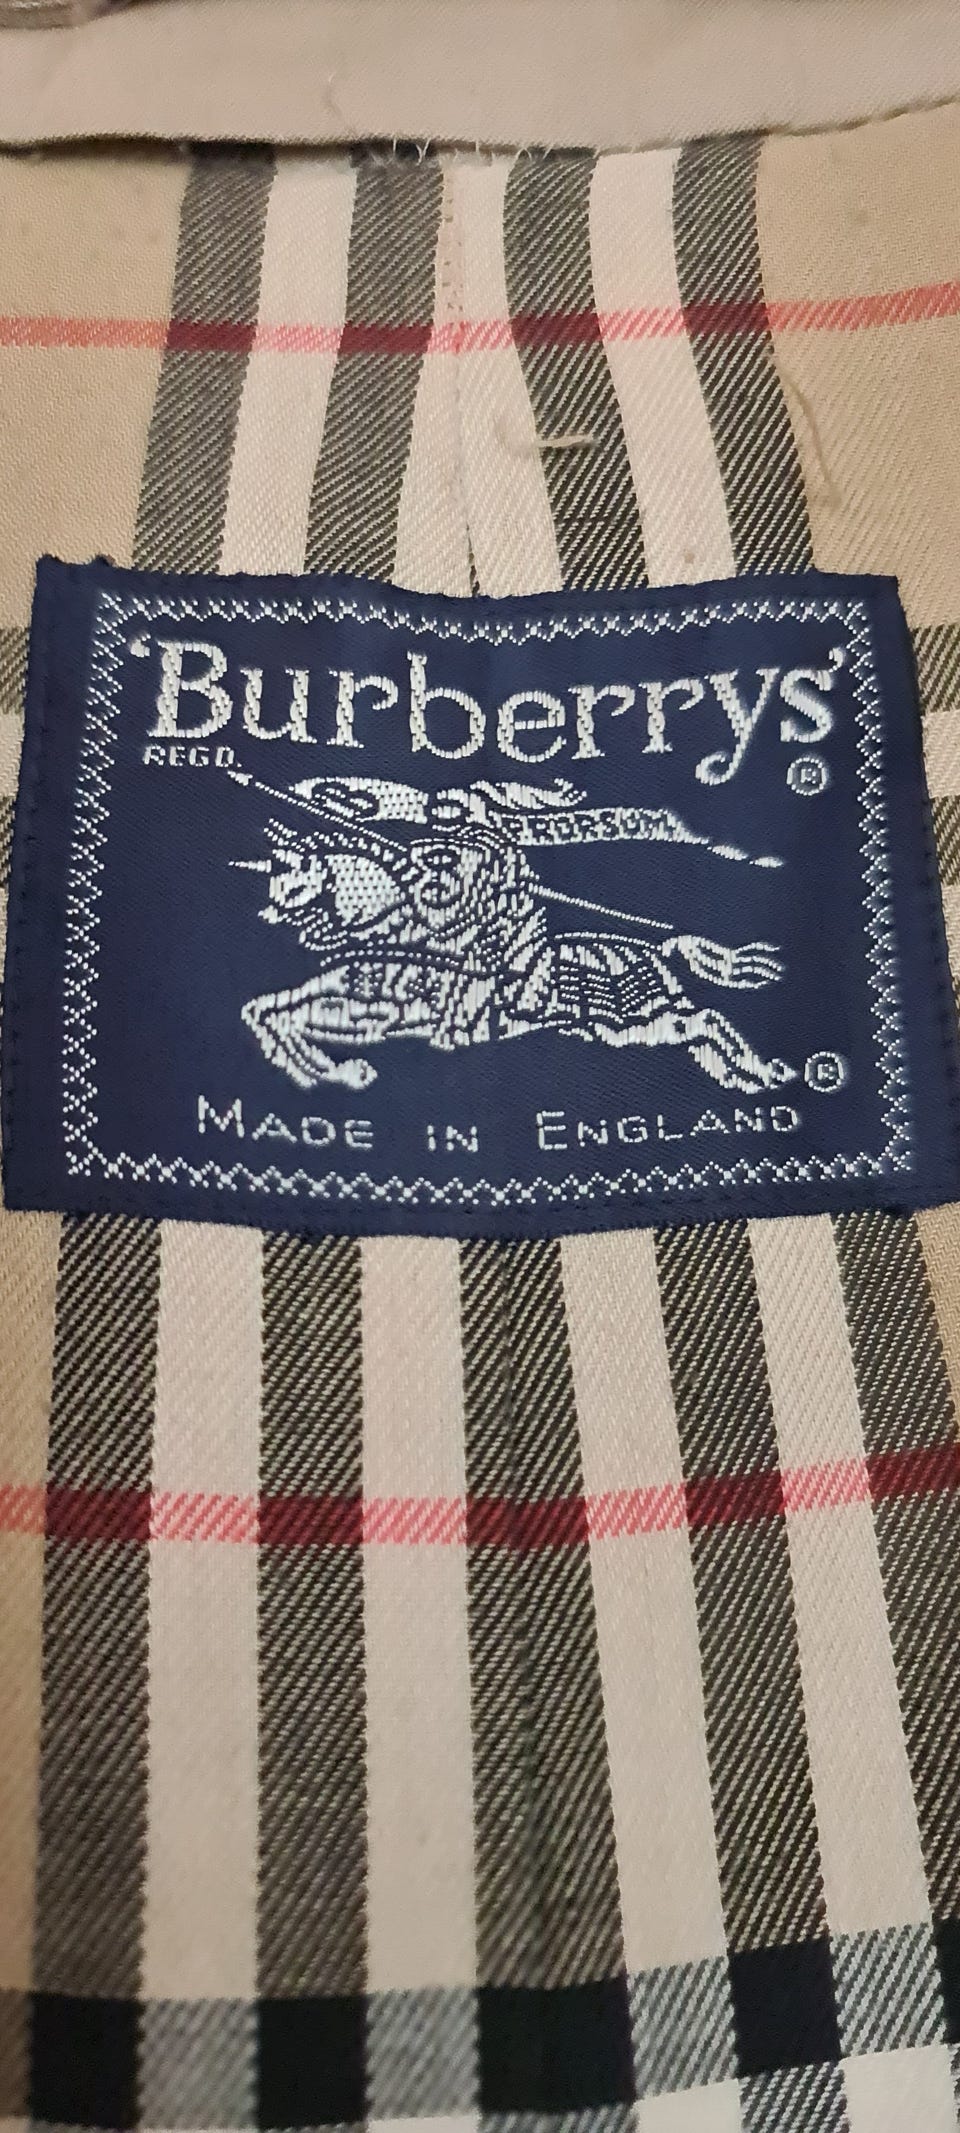 'Burberrys'
REGD. ®
PRORSUM
®
MADE IN ENGLAND